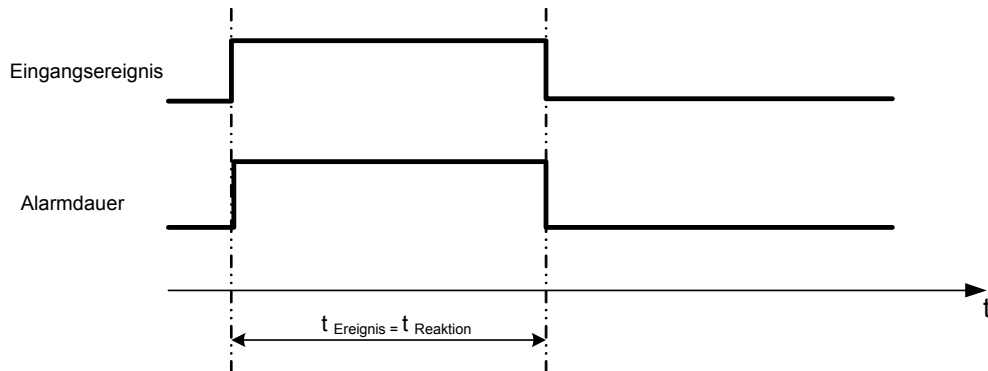 Eingangsereignis
Alarmdauer
t
t Ereignis = t Reaktion